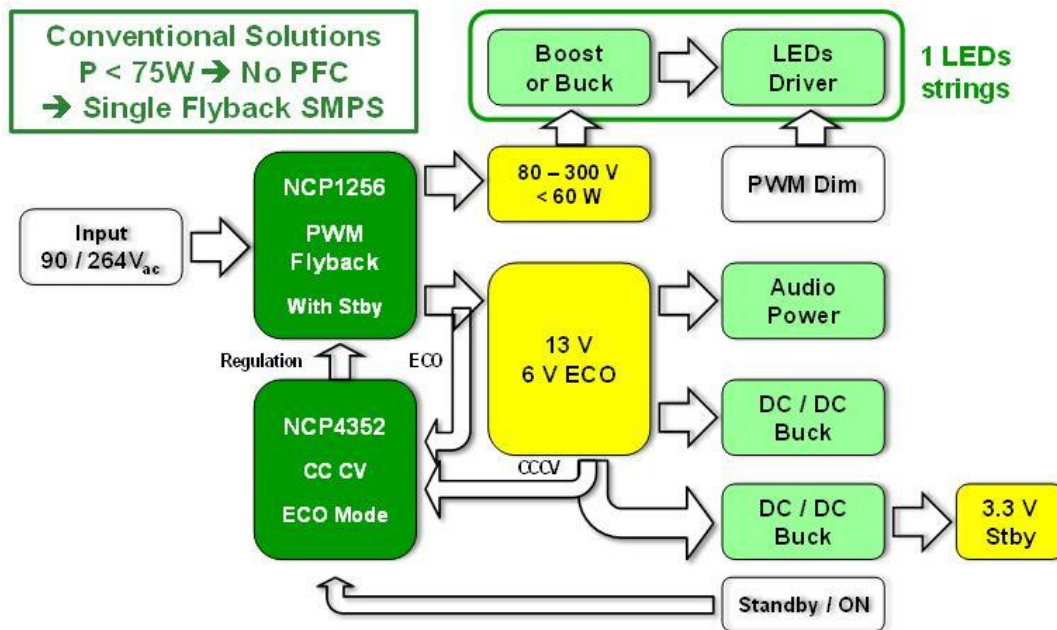 Conventional Solutions
P < 75W ➔ No PFC
➔ Single Flyback SMPS
Boost
or Buck
LEDs
Driver
1 LEDs
strings
NCP1256
PWM
Flyback
With Stby
80 – 300 V
< 60 W
PWM Dim
Input
90 / 264Vac
13 V
6 V ECO
Audio
Power
Regulation
ECO
NCP4352
CC CV
ECO Mode
CCCV
DC / DC
Buck
DC / DC
Buck
3.3 V
Stby
Standby / ON